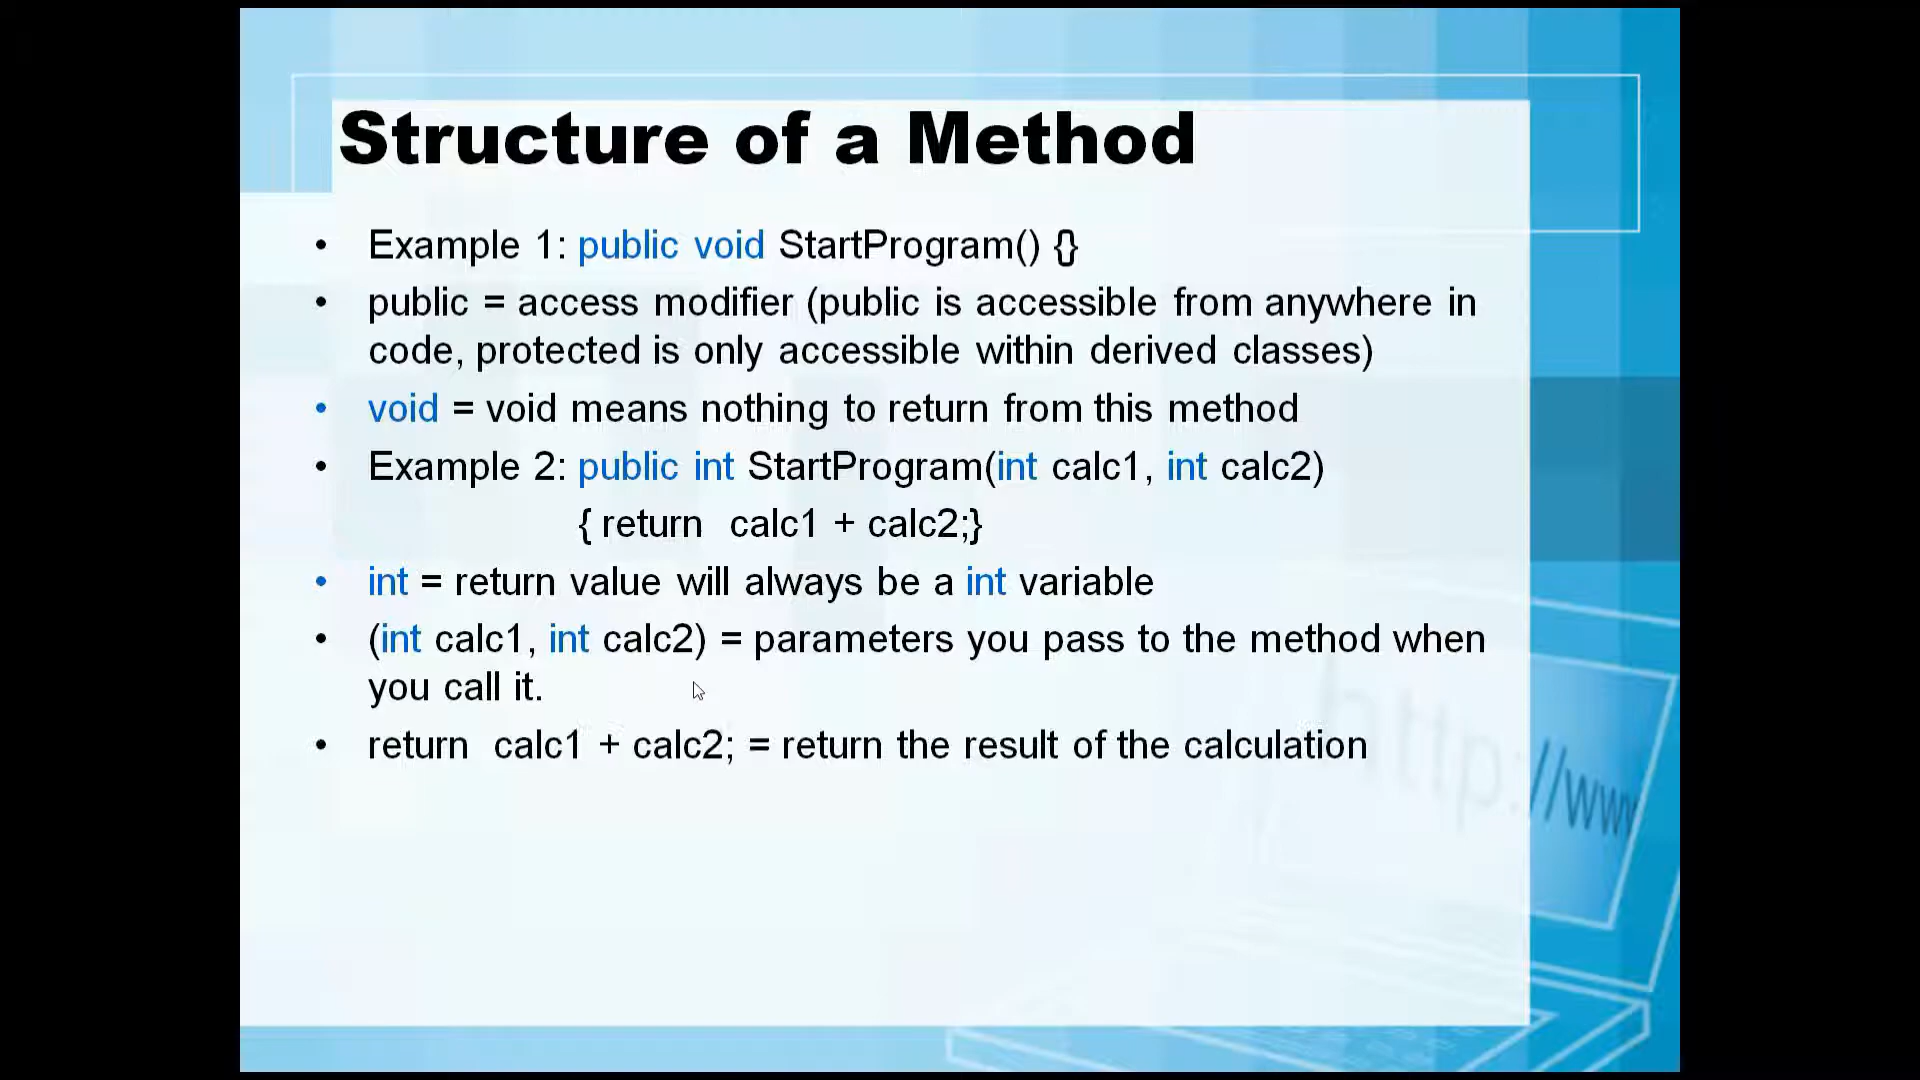 Structure of a Method
• Example 1: public void StartProgram() {}
• public = access modifier (public is accessible from anywhere in
code, protected is only accessible within derived classes)
• void = void means nothing to return from this method
• Example 2: public int StartProgram(int calc1, int calc2)
{ return  calc1 + calc2;}
• int = return value will always be a int variable
• (int calc1, int calc2) = parameters you pass to the method when
you call it.
• return  calc1 + calc2; = return the result of the calculation
http://www